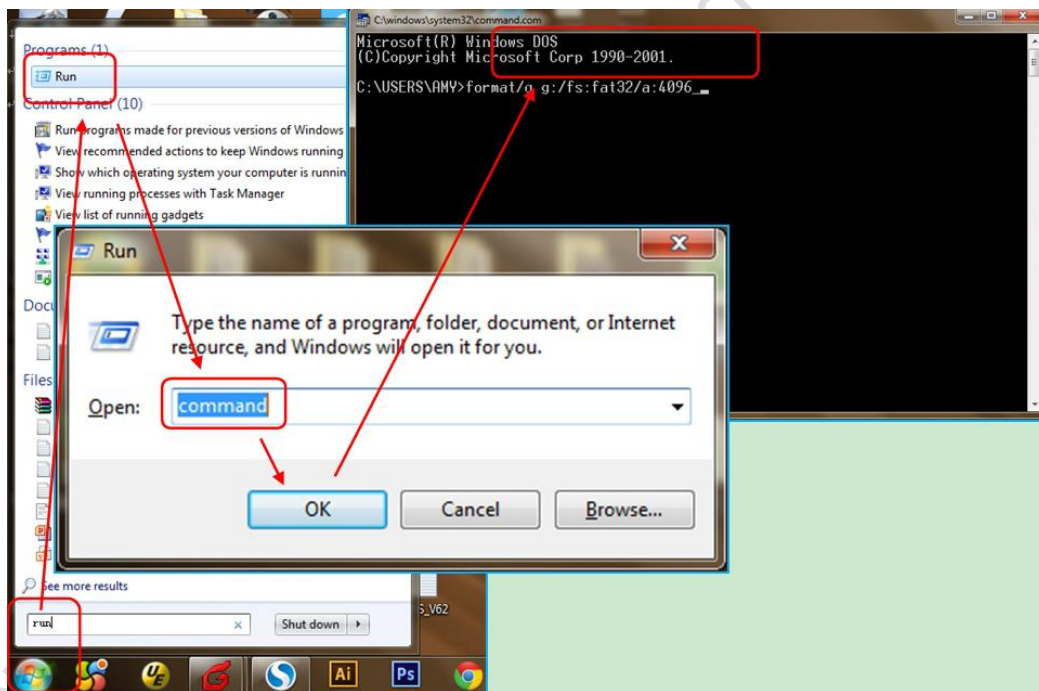 Programs (1)
Run
Control Panel (10)
Run programs made for previous versions of Windows
View recommended actions to keep Windows running
Show which operating system your computer is runnin
View running processes with Task Manager
View list of running gadgets
Docu
Files
See more results
run
Shut down
C:\windows\system32\command.com
Microsoft(R) Windows DOS
(C)Copyright Microsoft Corp 1990-2001.
C:\USERS\AMY>format/q g:/fs:fat32/a:4096_
Run
Type the name of a program, folder, document, or Internet
resource, and Windows will open it for you.
Open:
command
OK
Cancel
Browse...
S_V62
UE
Ai
Ps